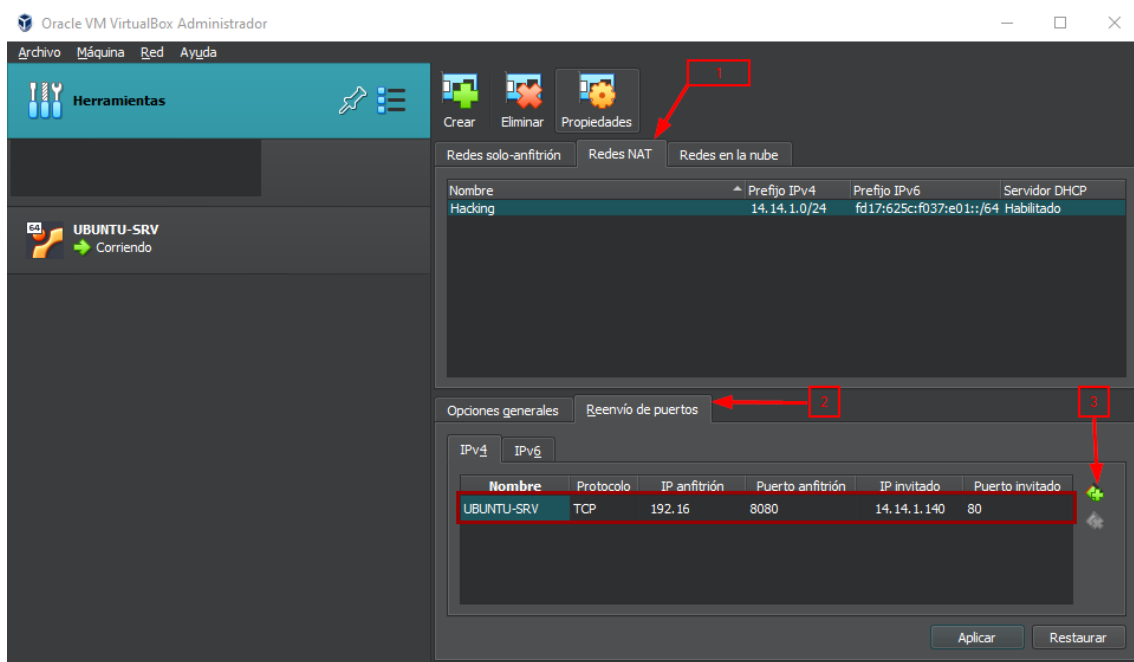 Oracle VM VirtualBox Administrador
Archivo Máquina Red Ayuda
Herramientas
64
UBUNTU-SRV
Corriendo
Crear Eliminar Propiedades
1
Redes solo-anfitrión Redes NAT Redes en la nube
Nombre Prefijo IPv4 Prefijo IPv6 Servidor DHCP
Hacking 14.14.1.0/24 fd17:625c:f037:e01::/64 Habilitado
Opciones generales Reenvío de puertos 2 3
IPv4 IPv6
Nombre Protocolo IP anfitrión Puerto anfitrión IP invitado Puerto invitado
UBUNTU-SRV TCP 192.16 8080 14.14.1.140 80
Aplicar Restaurar